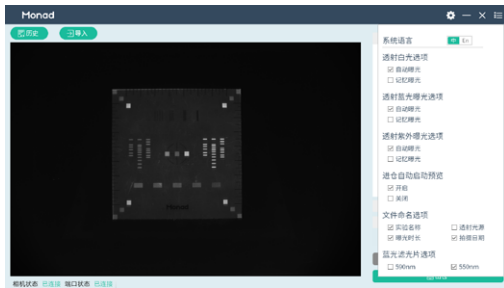 Monad
历史
导入
系统语言
中 En
透射白光选项
自动曝光
记忆曝光
透射蓝光曝光选项
自动曝光
记忆曝光
透射紫外曝光选项
自动曝光
记忆曝光
进仓自动启动预览
开启
关闭
文件命名选项
实验名称 透射光源
曝光时长 拍摄日期
蓝光滤光片选项
590nm 550nm
Monad
相机状态 已连接 端口状态 已连接